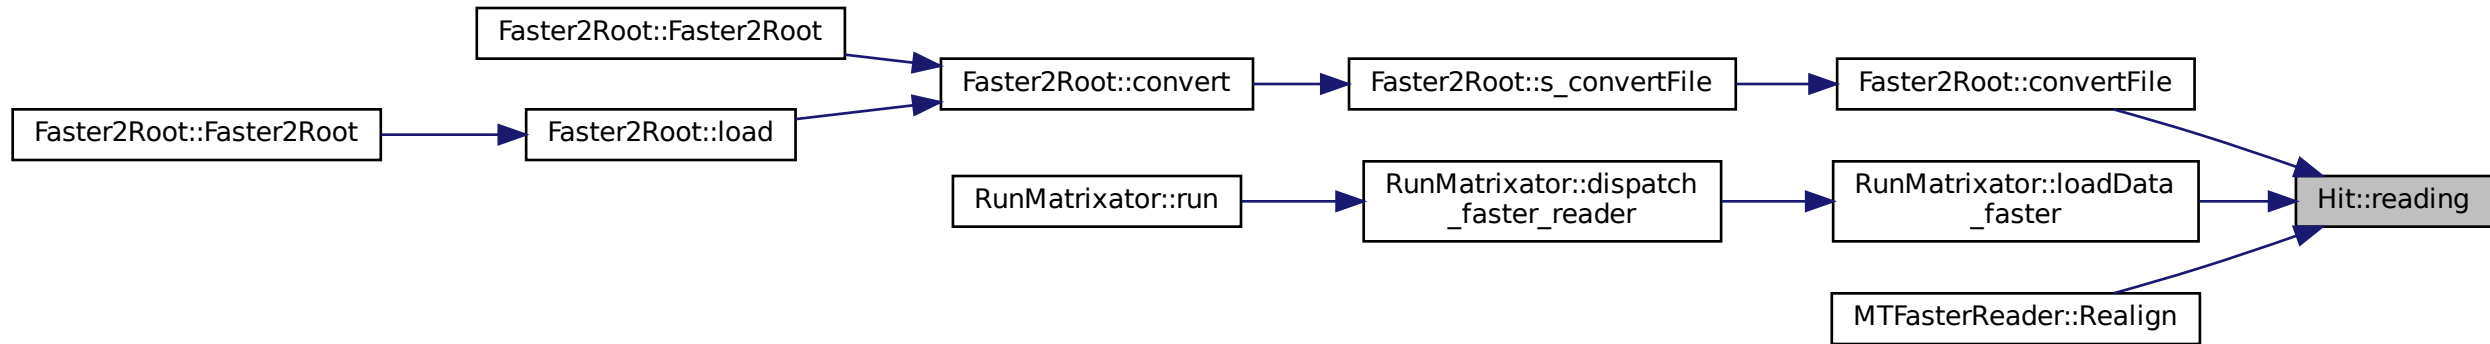 Faster2Root::Faster2Root
Faster2Root::convert
Faster2Root::s_convertFile
Faster2Root::convertFile
Faster2Root::Faster2Root
Faster2Root::load
RunMatrixator::run
RunMatrixator::dispatch
_faster_reader
RunMatrixator::loadData
_faster
Hit::reading
MTFasterReader::Realign